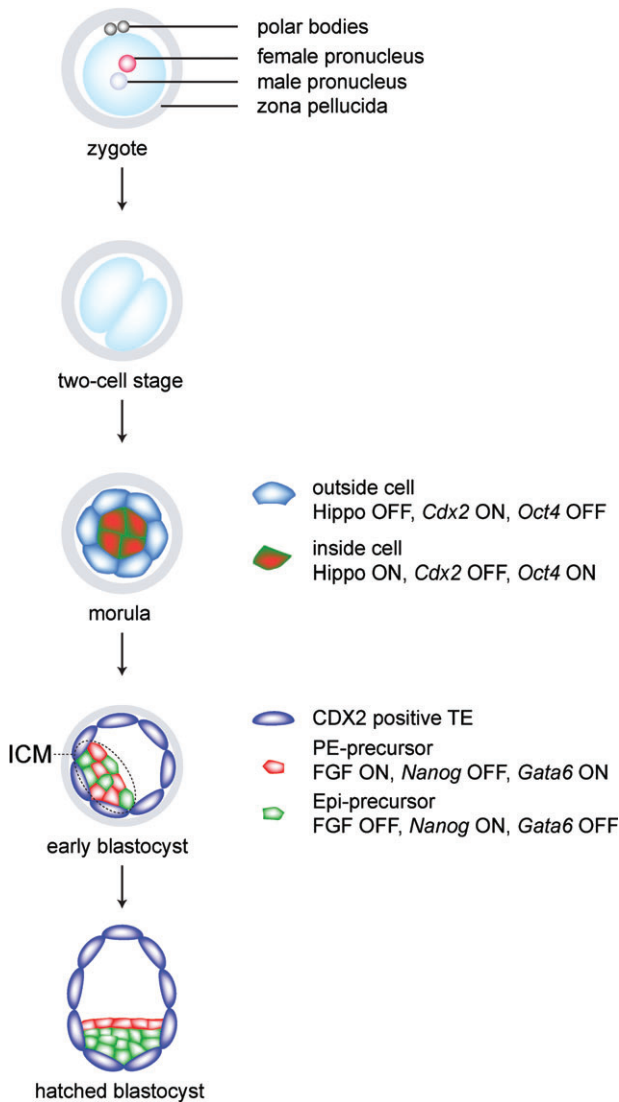 polar bodies
female pronucleus
male pronucleus
zona pellucida
zygote
two-cell stage
outside cell
Hippo OFF, Cdx2 ON, Oct4 OFF
inside cell
Hippo ON, Cdx2 OFF, Oct4 ON
morula
CDX2 positive TE
ICM
PE-precursor
FGF ON, Nanog OFF, Gata6 ON
Epi-precursor
FGF OFF, Nanog ON, Gata6 OFF
early blastocyst
hatched blastocyst